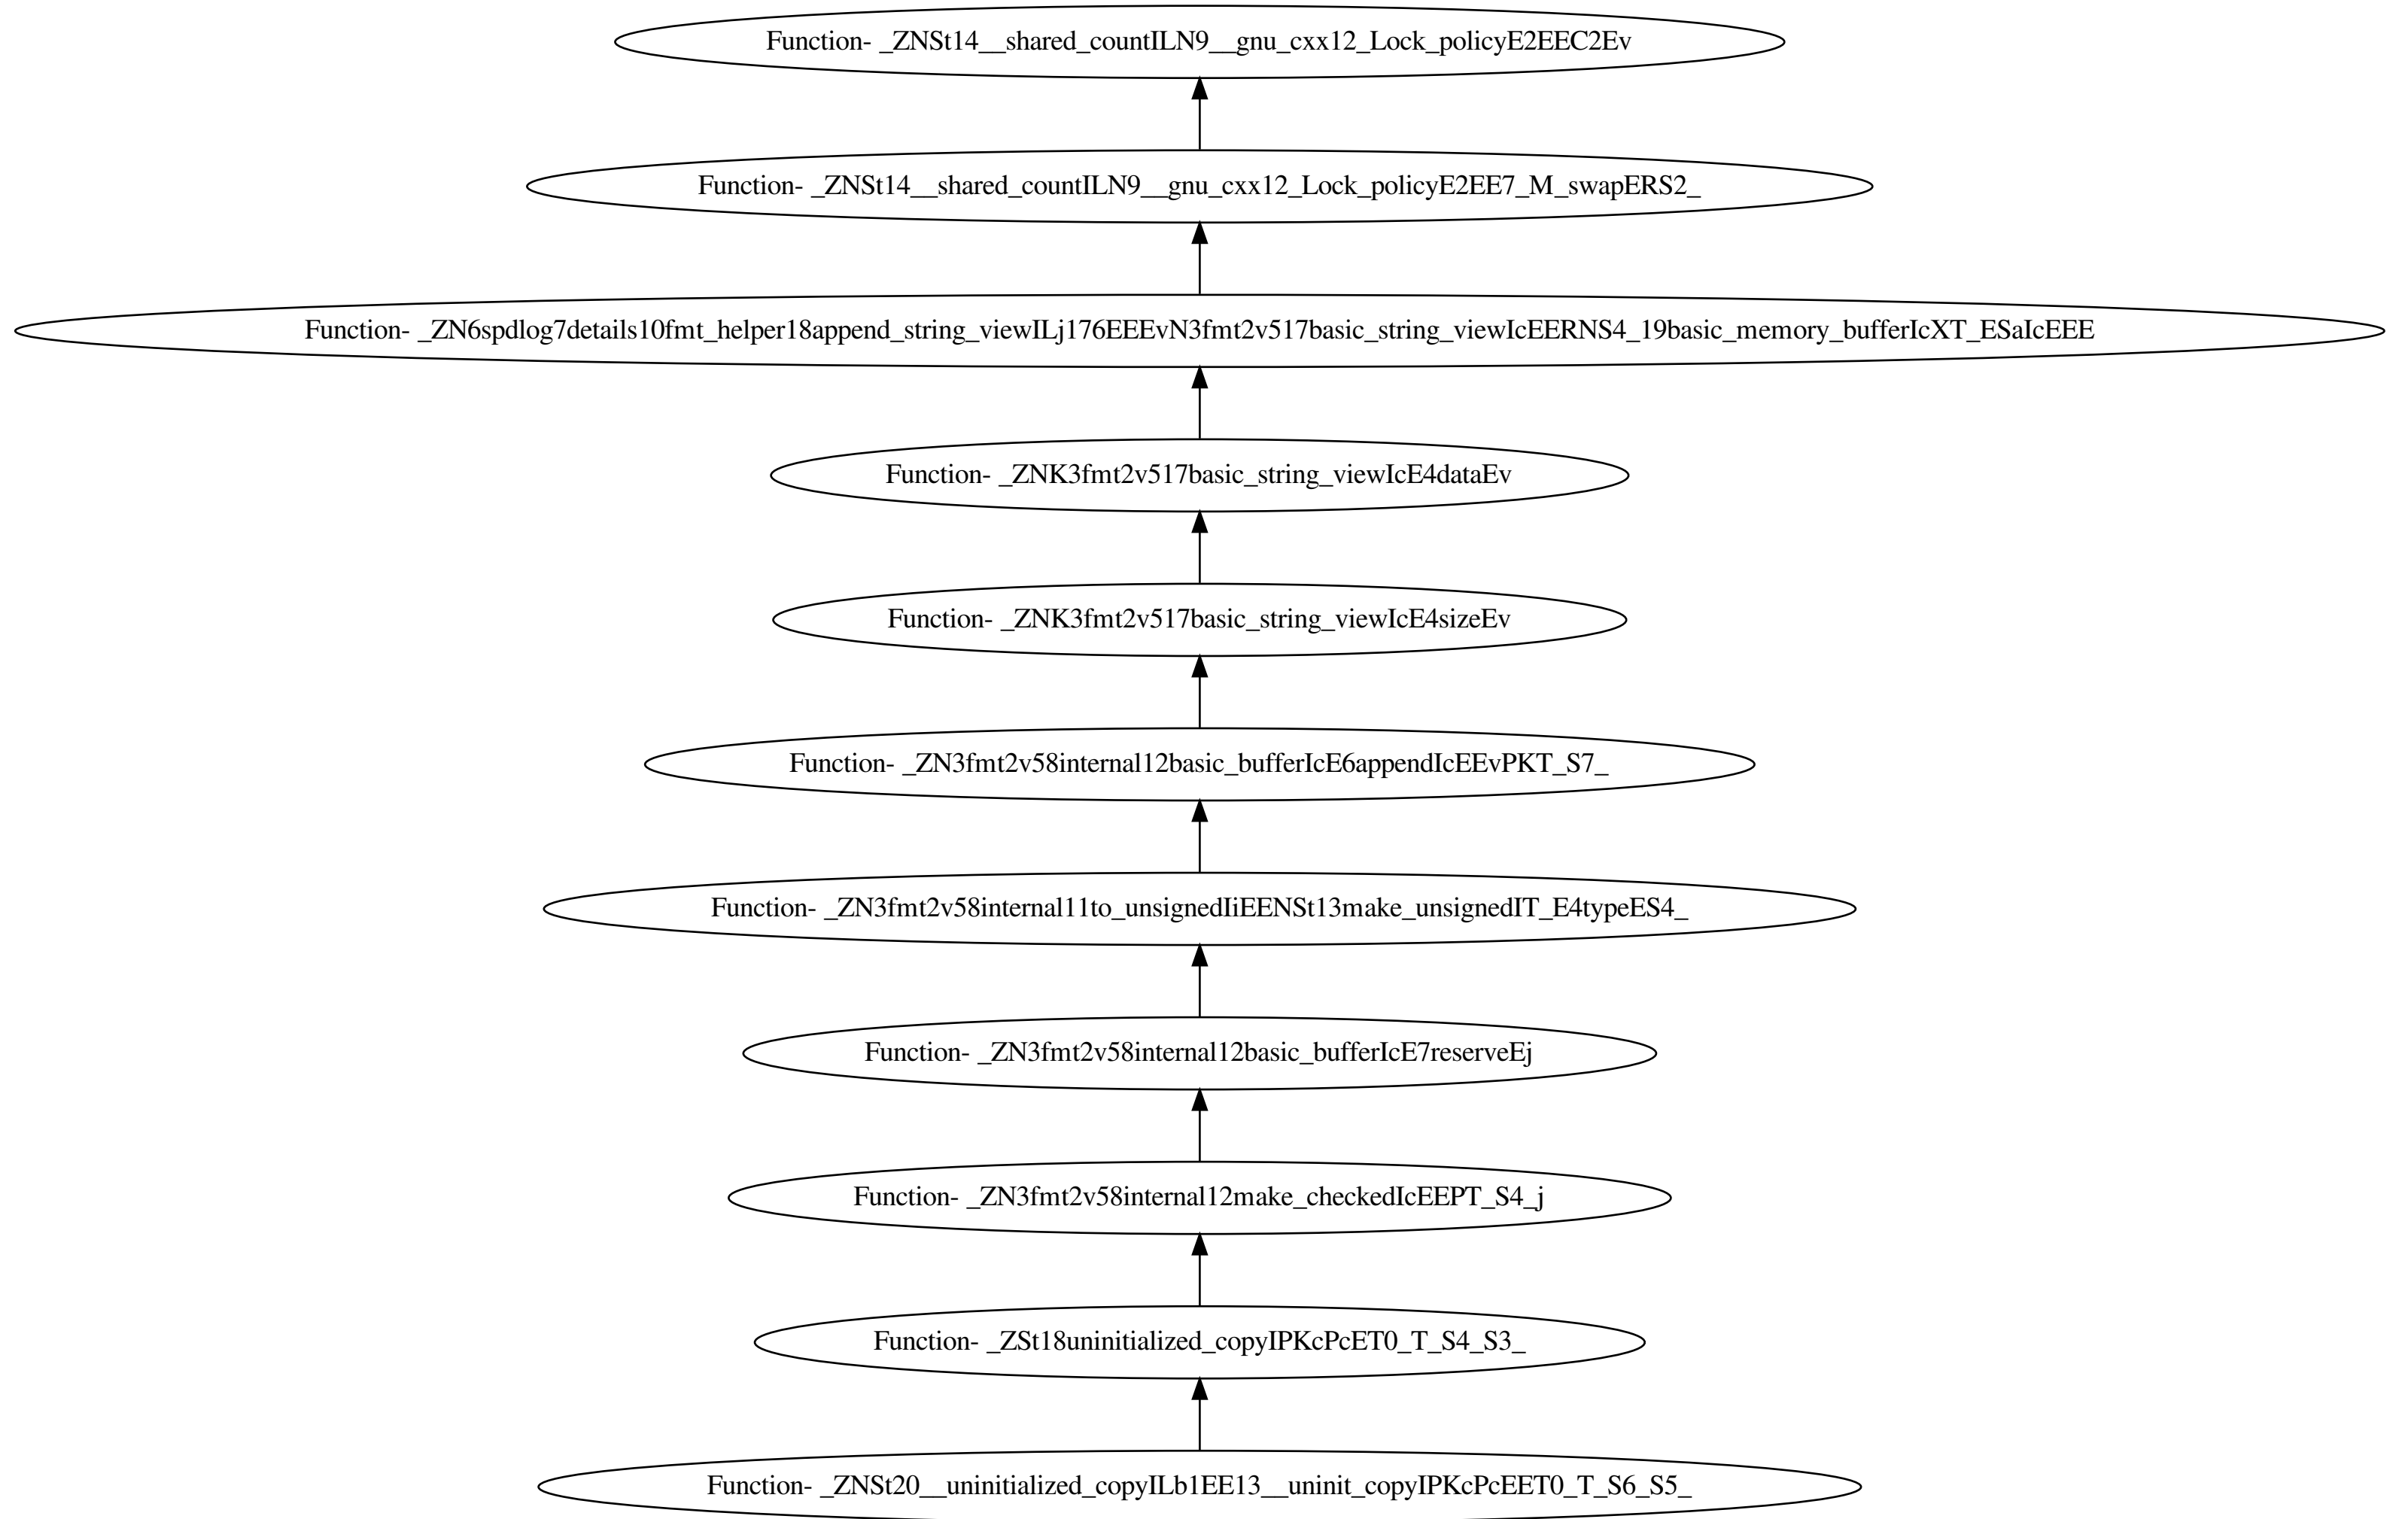 Function- _ZNSt14__shared_countILN9__gnu_cxx12_Lock_policyE2EEC2Ev
Function- _ZNSt14__shared_countILN9__gnu_cxx12_Lock_policyE2EE7_M_swapERS2_
Function- _ZN6spdlog7details10fmt_helper18append_string_viewILj176EEEvN3fmt2v517basic_string_viewIcEERNS4_19basic_memory_bufferIcXT_ESaIcEEE
Function- _ZNK3fmt2v517basic_string_viewIcE4dataEv
Function- _ZNK3fmt2v517basic_string_viewIcE4sizeEv
Function- _ZN3fmt2v58internal12basic_bufferIcE6appendIcEEvPKT_S7_
Function- _ZN3fmt2v58internal11to_unsignedIiEENSt13make_unsignedIT_E4typeES4_
Function- _ZN3fmt2v58internal12basic_bufferIcE7reserveEj
Function- _ZN3fmt2v58internal12make_checkedIcEEPT_S4_j
Function- _ZSt18uninitialized_copyIPKcPcET0_T_S4_S3_
Function- _ZNSt20__uninitialized_copyILb1EE13__uninit_copyIPKcPcEET0_T_S6_S5_